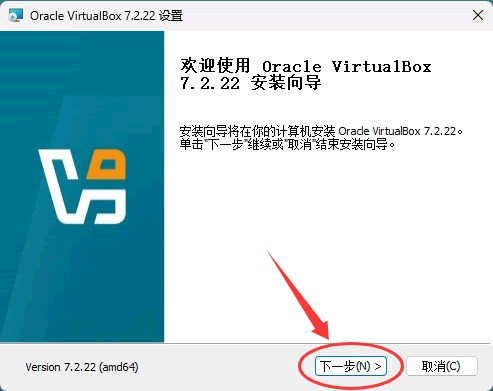 Oracle VirtualBox 7.2.22 设置
欢迎使用 Oracle VirtualBox
7.2.22 安装向导
安装向导将在你的计算机安装 Oracle VirtualBox 7.2.22。
单击"下一步"继续或"取消"结束安装向导。
Version 7.2.22 (amd64)
下一步(N) >
取消(C)